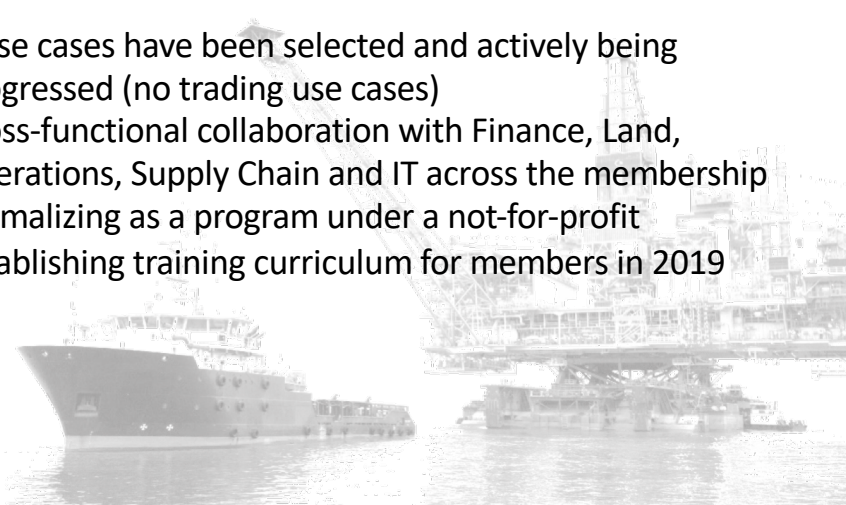 se cases have been selected and actively being
gressed (no trading use cases)
ss-functional collaboration with Finance, Land,
erations, Supply Chain and IT across the membership
malizing as a program under a not-for-profit
ablishing training curriculum for members in 2019